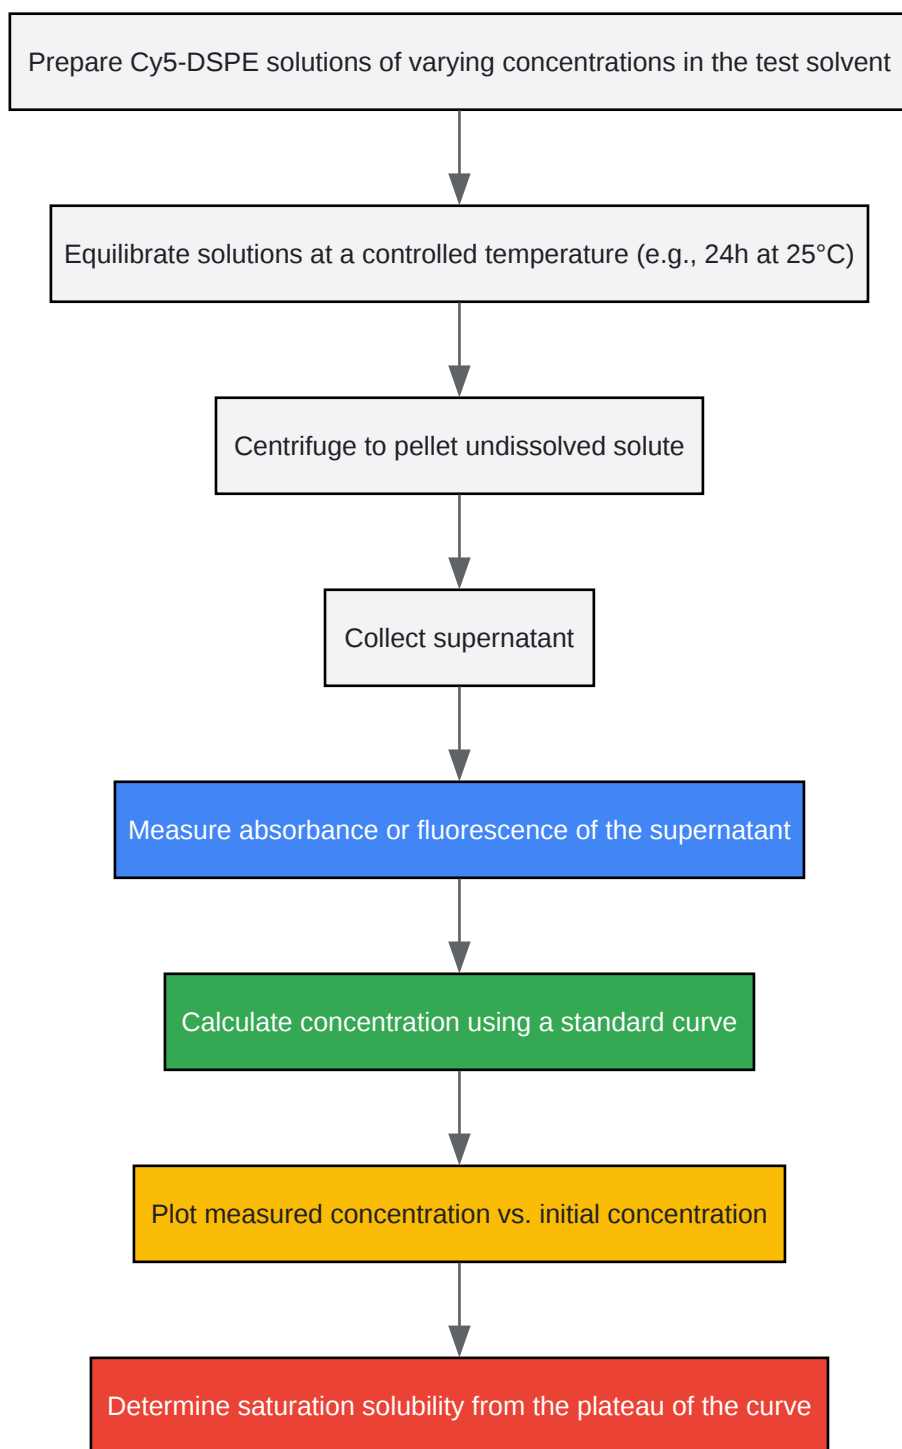 Prepare Cy5-DSPE solutions of varying concentrations in the test solvent
Equilibrate solutions at a controlled temperature (e.g., 24h at 25°C)
Centrifuge to pellet undissolved solute
Collect supernatant
Measure absorbance or fluorescence of the supernatant
Calculate concentration using a standard curve
Plot measured concentration vs. initial concentration
Determine saturation solubility from the plateau of the curve